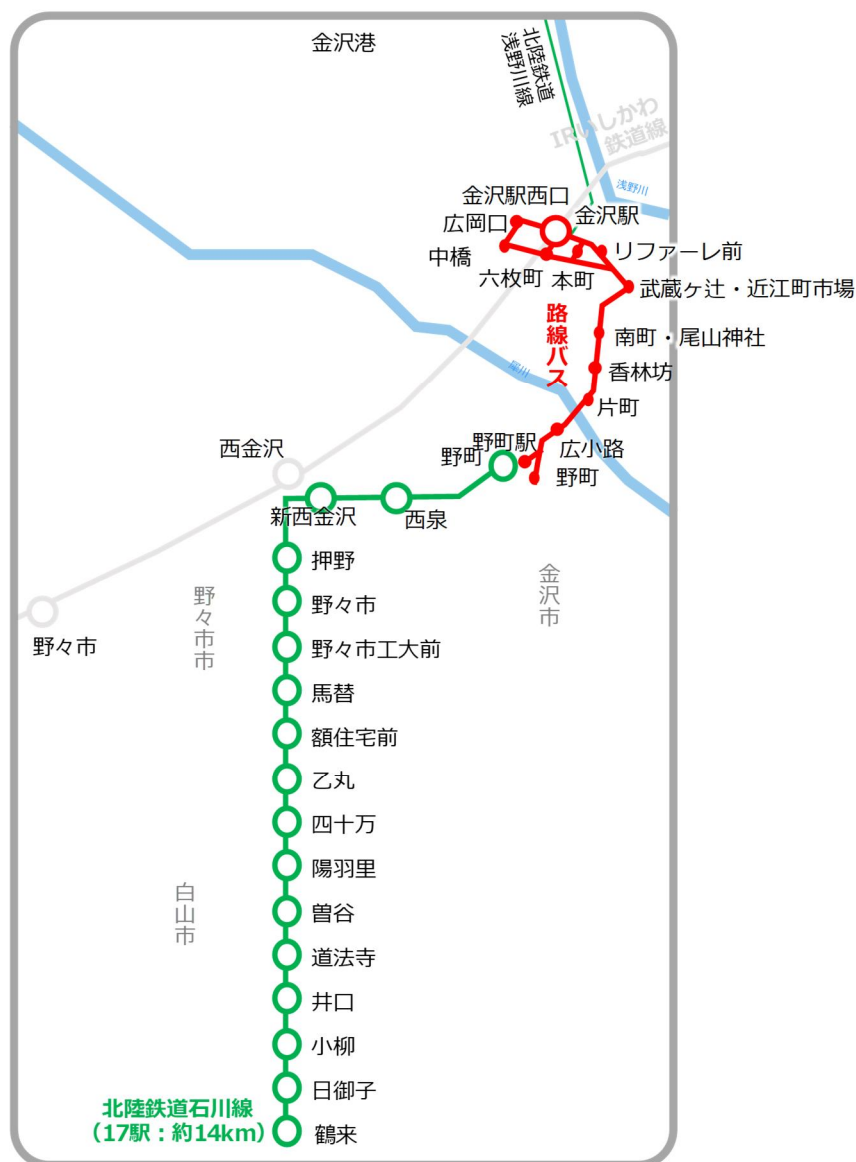 金沢港
北陸鉄道
浅野川線
IRいしかわ
鉄道線
浅野川
金沢駅西口
金沢駅
広岡口
リファーレ前
中橋
六枚町
本町
武蔵ヶ辻・近江町市場
路線バス
南町・尾山神社
香林坊
犀川
片町
広小路
野町駅
野町
野町
西金沢
新西金沢
西泉
押野
金沢市
野々市市
野々市
野々市
野々市工大前
馬替
額住宅前
乙丸
四十万
陽羽里
白山市
曽谷
道法寺
井口
小柳
日御子
北陸鉄道石川線
（17駅：約14km）
鶴来